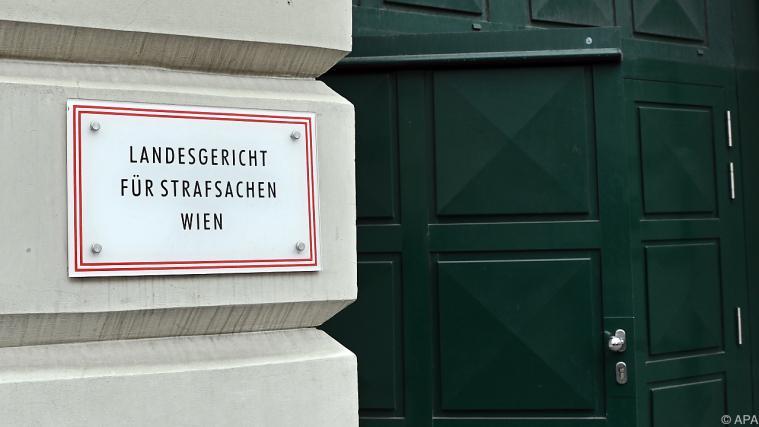 LANDESGERICHT
FÜR STRAFSACHEN
WIEN
© APA